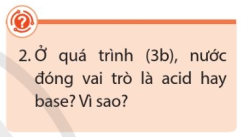 2. Ở quá trình (3b), nước
đóng vai trò là acid hay
base? Vì sao?